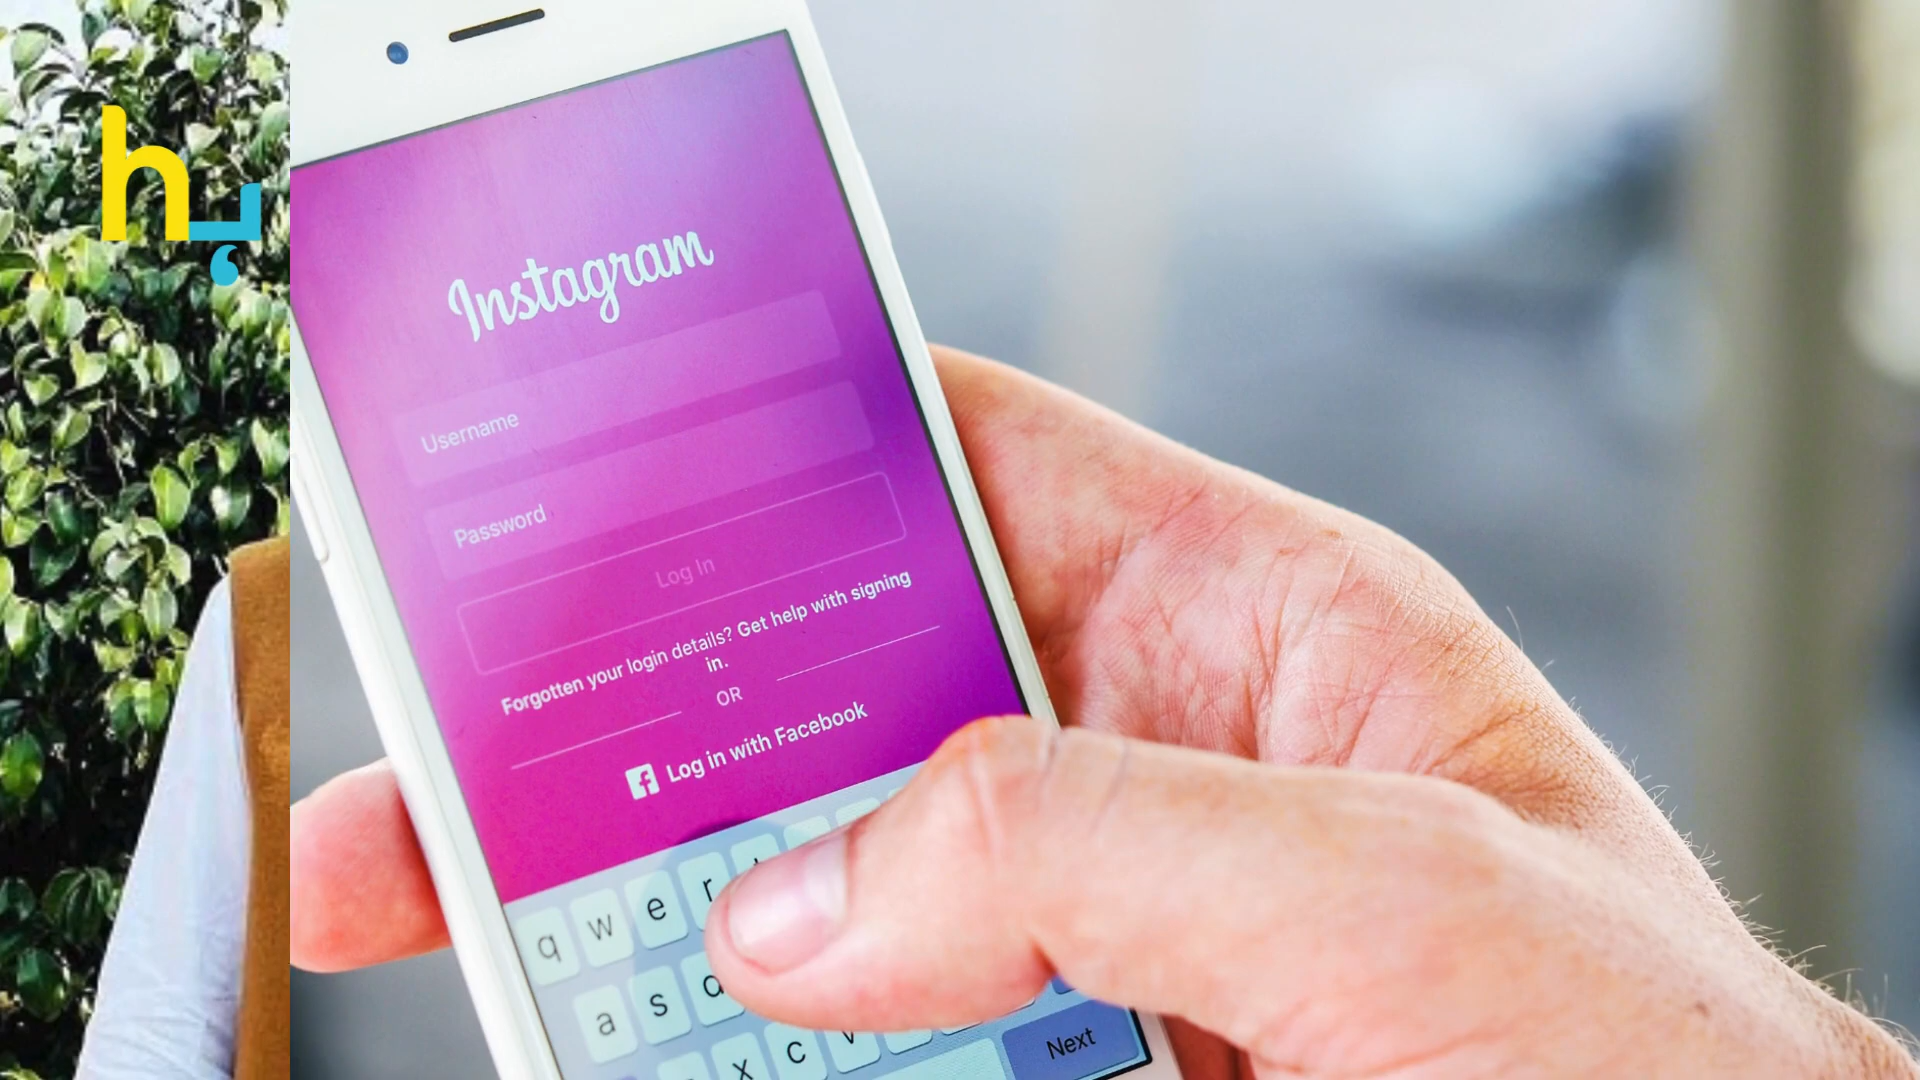 h
Instagram
Username
Password
Log In
Forgotten your login details? Get help with signing
in.
OR
Log in with Facebook
q w e r
a s d
x c v
Next